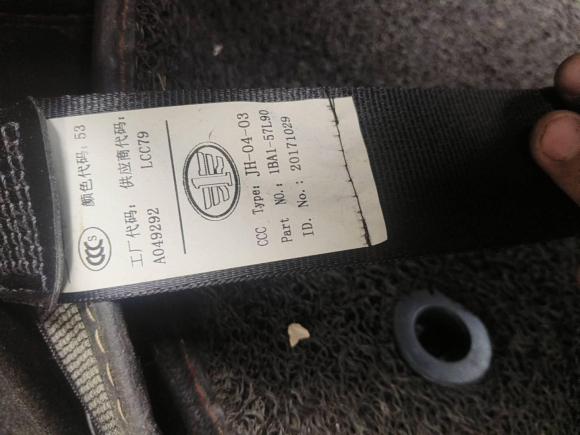 CCC S
颜色代码: 53
工厂代码: 供应商代码:
A049292 LCC79
CCC Type: JH-04-03
Part NO.: 1BA1-57L90
ID. No.: 20171029